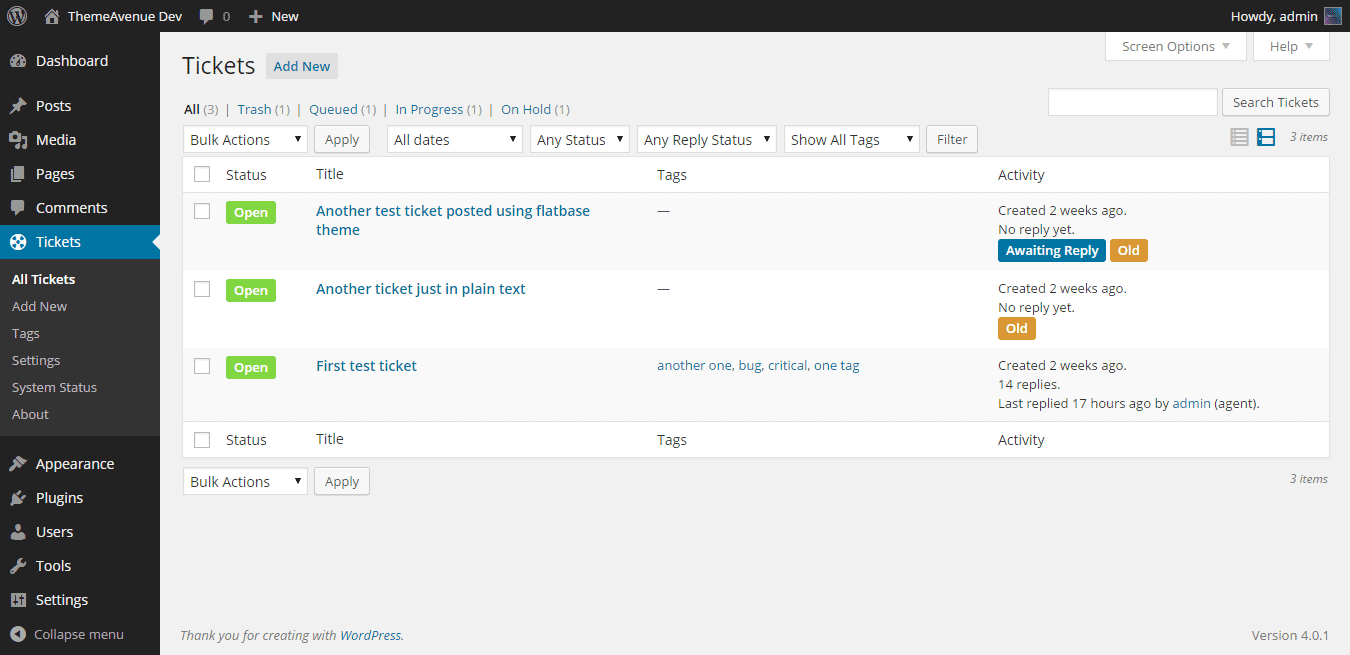 ThemeAvenue Dev 0 New Howdy, admin
Screen Options Help
Dashboard
Posts
Media
Pages
Comments
Tickets
All Tickets
Add New
Tags
Settings
System Status
About
Appearance
Plugins
Users
Tools
Settings
Collapse menu
Tickets Add New
All (3) | Trash (1) | Queued (1) | In Progress (1) | On Hold (1)
Search Tickets
Bulk Actions Apply All dates Any Status Any Reply Status Show All Tags Filter 3 items
Status Title Tags Activity
Open Another test ticket posted using flatbase theme — Created 2 weeks ago.
No reply yet.
Awaiting Reply Old
Open Another ticket just in plain text — Created 2 weeks ago.
No reply yet.
Old
Open First test ticket another one, bug, critical, one tag Created 2 weeks ago.
14 replies.
Last replied 17 hours ago by admin (agent).
Status Title Tags Activity
Bulk Actions Apply 3 items
Thank you for creating with WordPress. Version 4.0.1